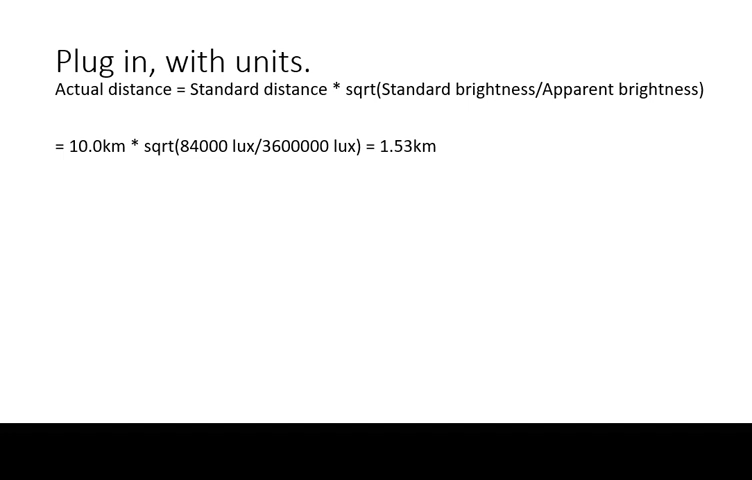 Plug in, with units.
Actual distance = Standard distance * sqrt(Standard brightness/Apparent brightness)
= 10.0km * sqrt(84000 lux/3600000 lux) = 1.53km